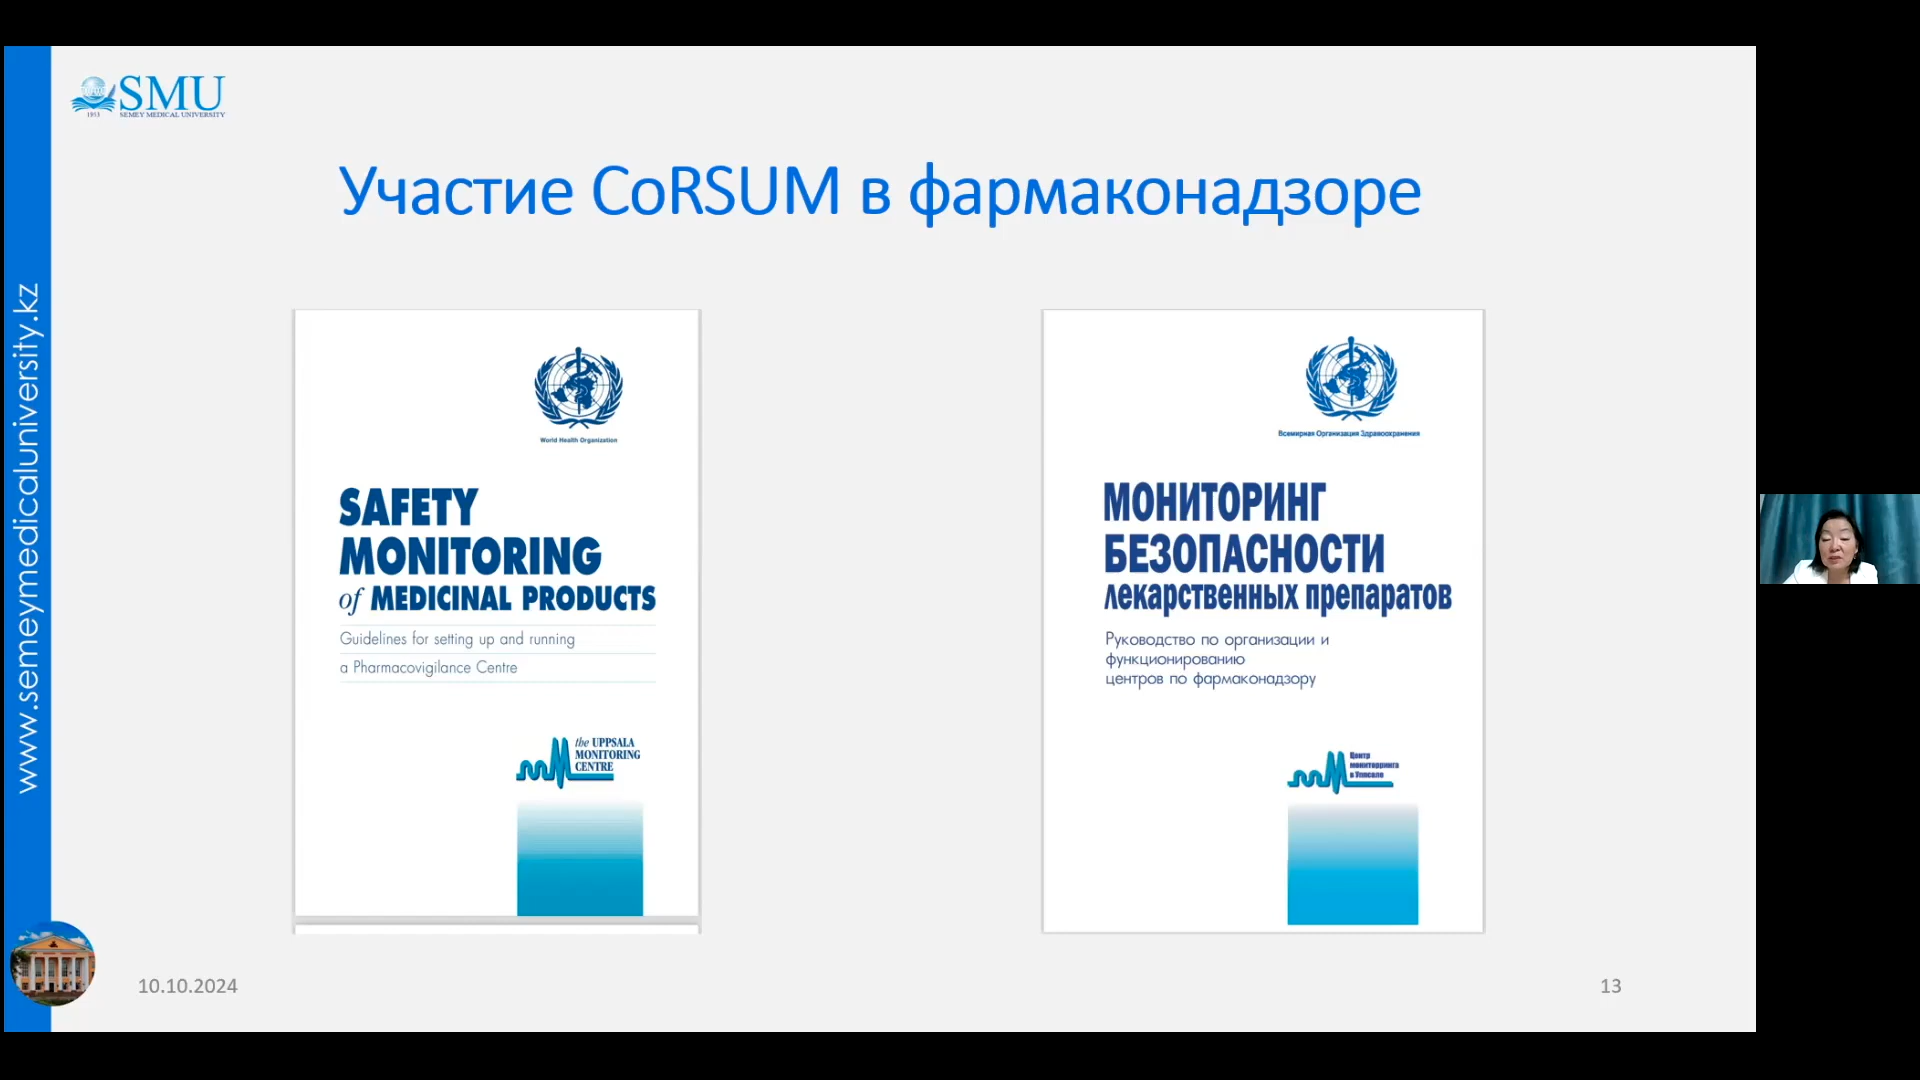 SMU
1953
SEMEY MEDICAL UNIVERSITY
www.semeymedicaluniversity.kz
Участие CoRSUM в фармаконадзоре
World Health Organization
SAFETY
MONITORING
of MEDICINAL PRODUCTS
Guidelines for setting up and running
a Pharmacovigilance Centre
the UPPSALA
MONITORING
CENTRE
Всемирная Организация Здравоохранения
МОНИТОРИНГ
БЕЗОПАСНОСТИ
лекарственных препаратов
Руководство по организации и
функционированию
центров по фармаконадзору
Центр
мониторинга
в Уппсале
10.10.2024
13